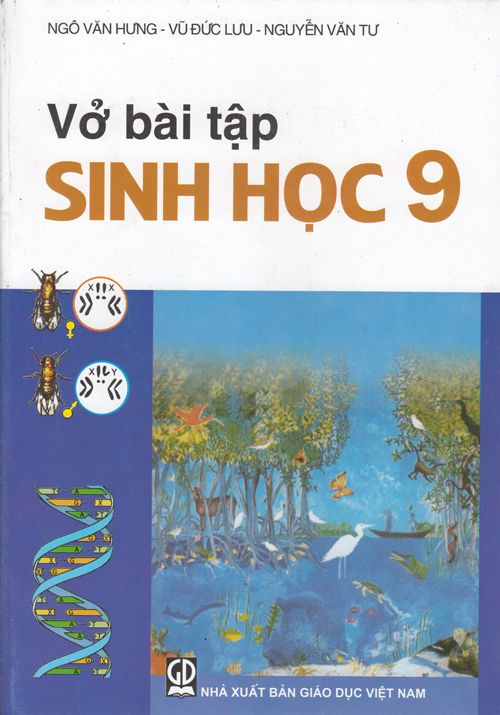 NGÔ VĂN HƯNG - VŨ ĐỨC LƯU - NGUYỄN VĂN TƯ
Vở bài tập
SINH HỌC 9
X X
X Y
GD
NHÀ XUẤT BẢN GIÁO DỤC VIỆT NAM